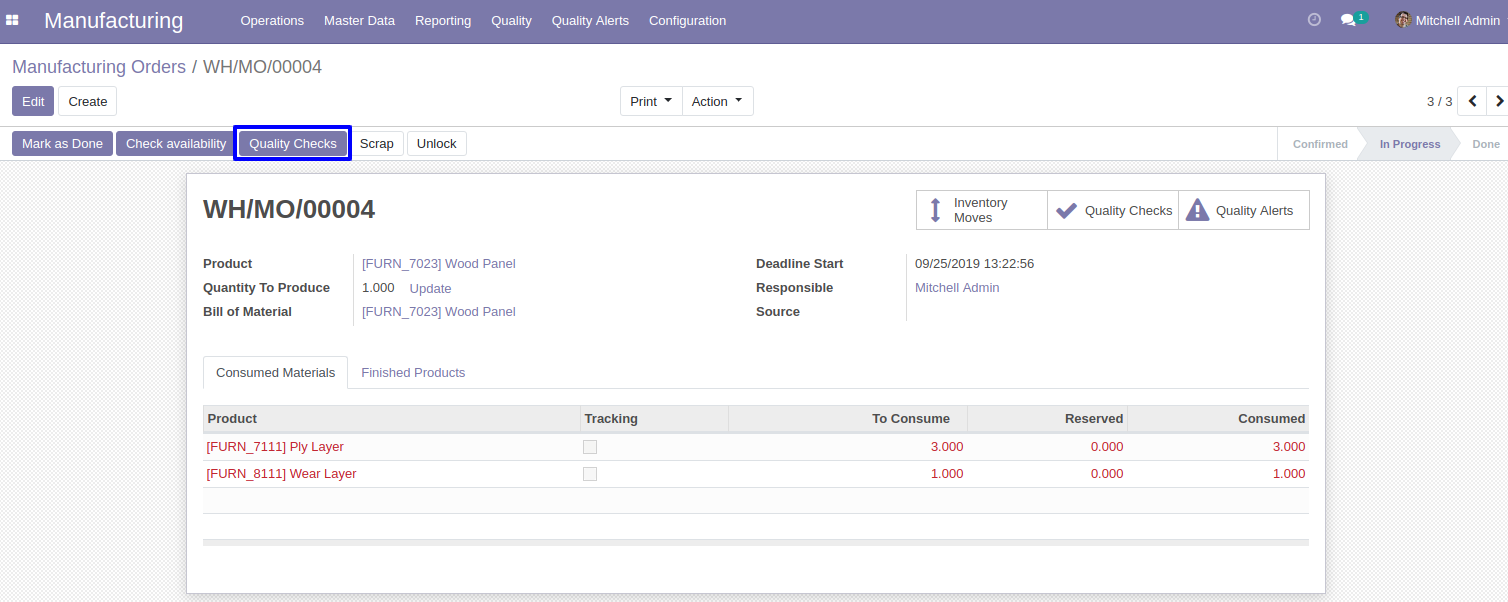 Manufacturing Operations Master Data Reporting Quality Quality Alerts Configuration 1 Mitchell Admin
Manufacturing Orders / WH/MO/00004
Edit Create Print Action 3 / 3
Mark as Done Check availability Quality Checks Scrap Unlock Confirmed In Progress Done
WH/MO/00004
Inventory Moves Quality Checks Quality Alerts
Product [FURN_7023] Wood Panel Deadline Start 09/25/2019 13:22:56
Quantity To Produce 1.000 Update Responsible Mitchell Admin
Bill of Material [FURN_7023] Wood Panel Source
Consumed Materials Finished Products
Product Tracking To Consume Reserved Consumed
[FURN_7111] Ply Layer 3.000 0.000 3.000
[FURN_8111] Wear Layer 1.000 0.000 1.000